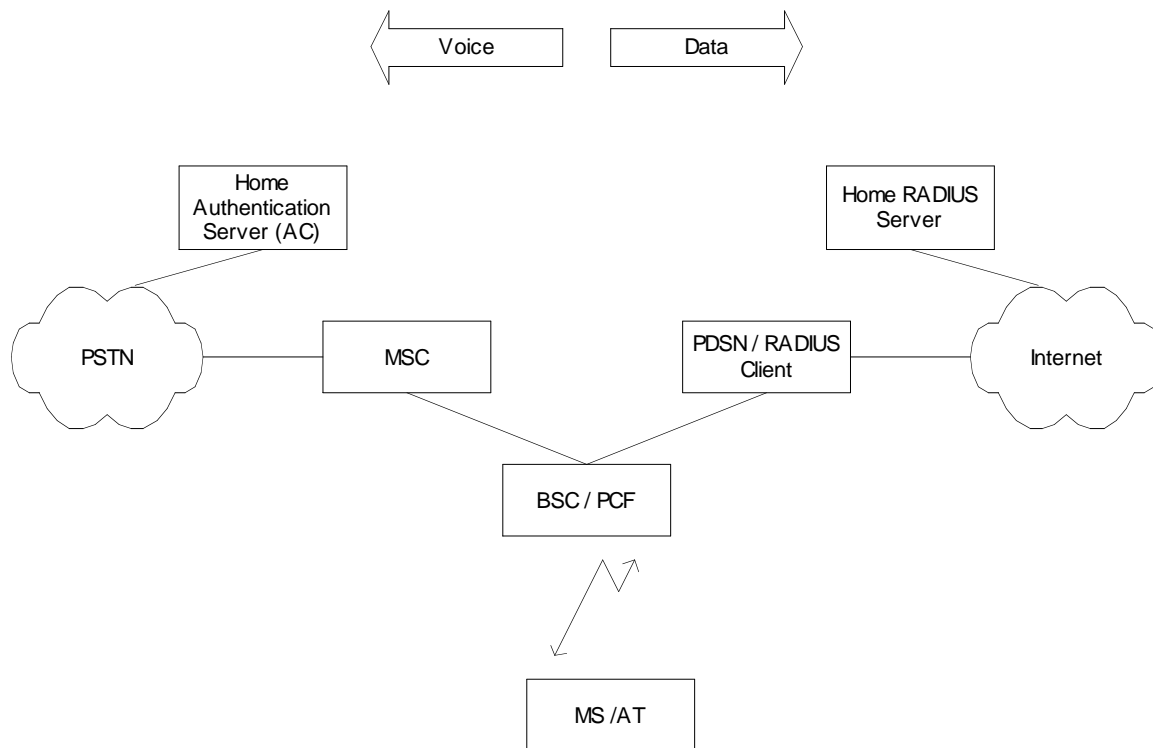 Voice
Data
Home
Authentication
Server (AC)
Home RADIUS
Server
PSTN
MSC
PDSN / RADIUS
Client
Internet
BSC / PCF
MS /AT